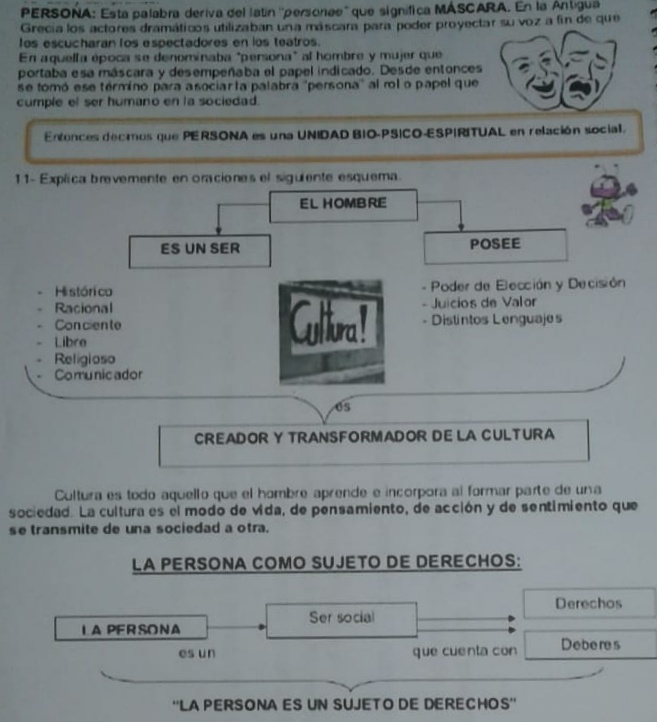 PERSONA: Esta palabra deriva del latin "personae" que significa MÁSCARA. En la Antigua
Grecia los actores dramáticos utilizaban una máscara para poder proyectar su voz a fin de que
los escucharan los espectadores en los teatros.
En aquella época se denominaba "persona" al hombre y mujer que
portaba esa máscara y desempeñaba el papel indicado. Desde entonces
se tomó ese término para asociar la palabra "persona" al rol o papel que
cumple el ser humano en la sociedad.
Entonces decimos que PERSONA es una UNIDAD BIO-PSICO-ESPIRITUAL en relación social.
11- Explica brevemente en oraciones el siguiente esquema.
EL HOMBRE
ES UN SER
POSEE
- Histórico
- Racional
- Conciente
- Libre
- Religioso
- Comunicador
Cultura!
- Poder de Elección y Decisión
- Juicios de Valor
- Distintos Lenguajes
es
CREADOR Y TRANSFORMADOR DE LA CULTURA
Cultura es todo aquello que el hombre aprende e incorpora al formar parte de una
sociedad. La cultura es el modo de vida, de pensamiento, de acción y de sentimiento que
se transmite de una sociedad a otra.
LA PERSONA COMO SUJETO DE DERECHOS:
LA PERSONA
es un
Ser social
que cuenta con
Derechos
Deberes
"LA PERSONA ES UN SUJETO DE DERECHOS"